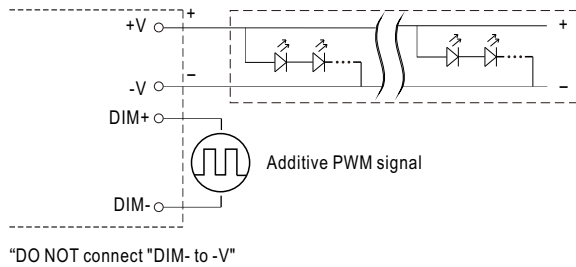 +V
+
+
-V
−
−
DIM+
Additive PWM signal
DIM-
“DO NOT connect "DIM- to -V"